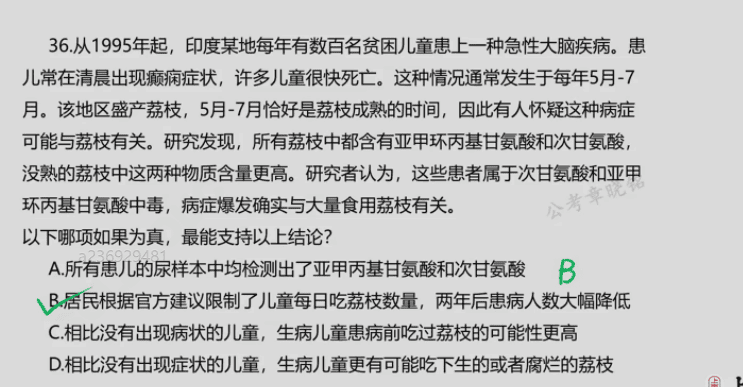 36.从1995年起，印度某地每年有数百名贫困儿童患上一种急性大脑疾病。患
儿常在清晨出现癫痫症状，许多儿童很快死亡。这种情况通常发生于每年5月-7
月。该地区盛产荔枝，5月-7月恰好是荔枝成熟的时间，因此有人怀疑这种病症
可能与荔枝有关。研究发现，所有荔枝中都含有亚甲环丙基甘氨酸和次甘氨酸，
没熟的荔枝中这两种物质含量更高。研究者认为，这些患者属于次甘氨酸和亚甲
环丙基甘氨酸中毒，病症爆发确实与大量食用荔枝有关。
公考章晓铭
以下哪项如果为真，最能支持以上结论？
a236929481
A.所有患儿的尿样本中均检测出了亚甲丙基甘氨酸和次甘氨酸
B
B.居民根据官方建议限制了儿童每日吃荔枝数量，两年后患病人数大幅降低
C.相比没有出现病状的儿童，生病儿童患病前吃过荔枝的可能性更高
D.相比没有出现症状的儿童，生病儿童更有可能吃下生的或者腐烂的荔枝